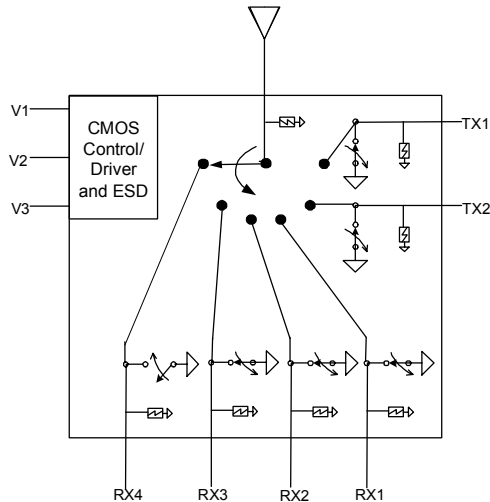 V1
CMOS
Control/
Driver
and ESD
V2
V3
TX1
TX2
RX4
RX3
RX2
RX1